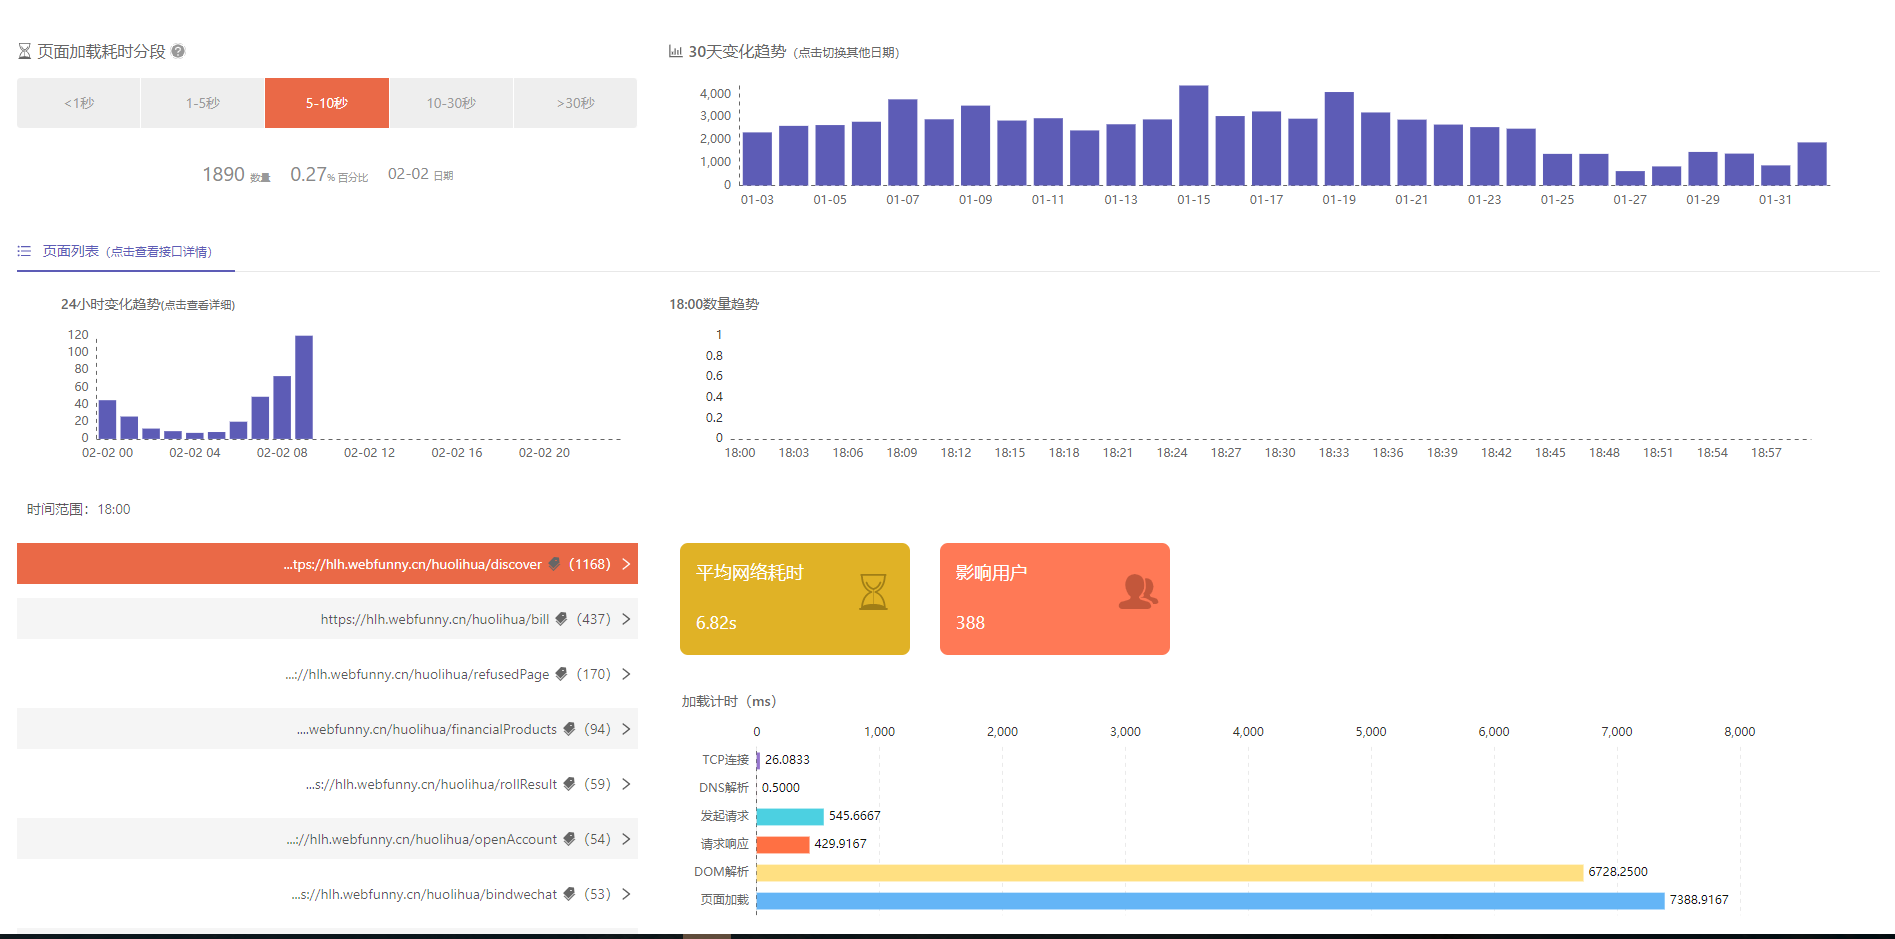 页面加载耗时分段
<1秒 1-5秒 5-10秒 10-30秒 >30秒
1890 数量 0.27% 百分比 02-02 日期
30天变化趋势（点击切换其他日期）
4,000
3,000
2,000
1,000
0
01-03 01-05 01-07 01-09 01-11 01-13 01-15 01-17 01-19 01-21 01-23 01-25 01-27 01-29 01-31
页面列表（点击查看接口详情）
24小时变化趋势(点击查看详细)
120
100
80
60
40
20
0
02-02 00 02-02 04 02-02 08 02-02 12 02-02 16 02-02 20
18:00数量趋势
1
0.8
0.6
0.4
0.2
0
18:00 18:03 18:06 18:09 18:12 18:15 18:18 18:21 18:24 18:27 18:30 18:33 18:36 18:39 18:42 18:45 18:48 18:51 18:54 18:57
时间范围：18:00
...tps://hlh.webfunny.cn/huolihua/discover （1168）
https://hlh.webfunny.cn/huolihua/bill （437）
...://hlh.webfunny.cn/huolihua/refusedPage （170）
....webfunny.cn/huolihua/financialProducts （94）
...s://hlh.webfunny.cn/huolihua/rollResult （59）
...://hlh.webfunny.cn/huolihua/openAccount （54）
...s://hlh.webfunny.cn/huolihua/bindwechat （53）
平均网络耗时
6.82s
影响用户
388
加载计时（ms）
0 1,000 2,000 3,000 4,000 5,000 6,000 7,000 8,000
TCP连接 26.0833
DNS解析 0.5000
发起请求 545.6667
请求响应 429.9167
DOM解析 6728.2500
页面加载 7388.9167